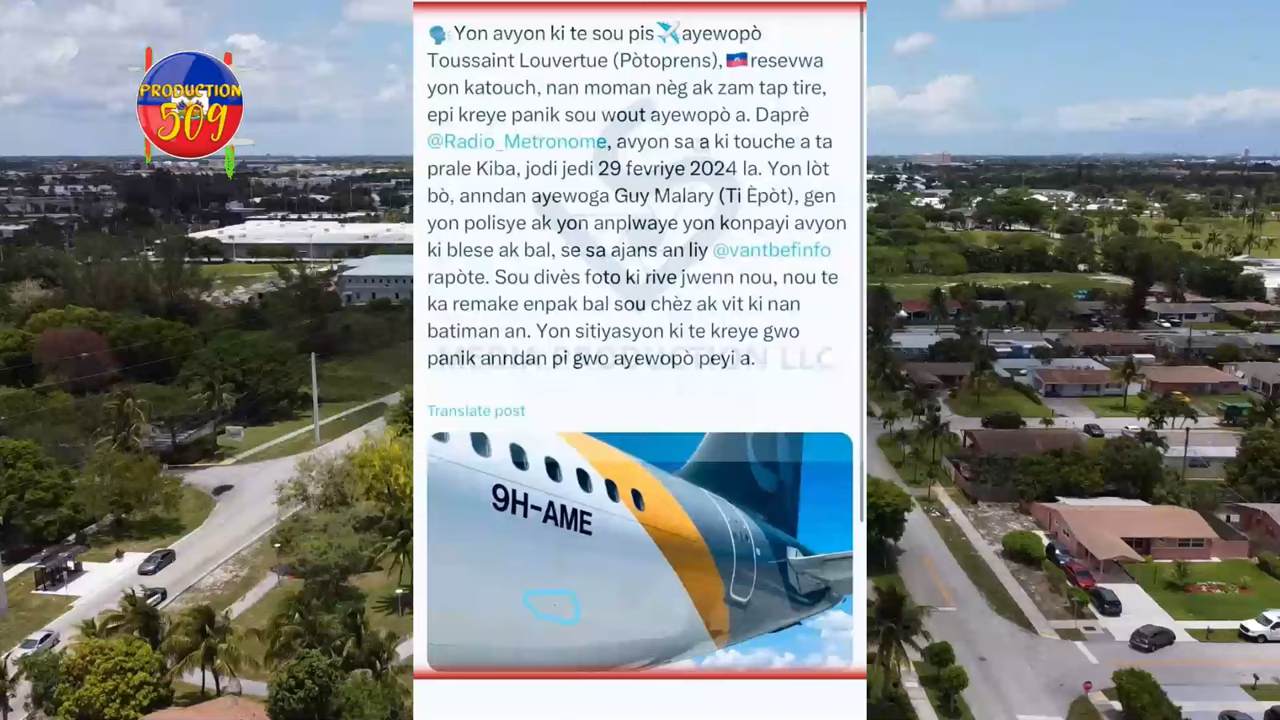 PRODUCTION
509
🗣️ Yon avyon ki te sou pis✈️ayewopò
Toussaint Louvertue (Pòtoprens), 🇭🇹resevwa
yon katouch, nan moman nèg ak zam tap tire,
epi kreye panik sou wout ayewopò a. Daprè
@Radio_Metronome, avyon sa a ki touche a ta
prale Kiba, jodi jedi 29 fevriye 2024 la. Yon lòt
bò, anndan ayewoga Guy Malary (Ti Èpòt), gen
yon polisye ak yon anplwaye yon konpayi avyon
ki blese ak bal, se sa ajans an liy @vantbefinfo
rapòte. Sou divès foto ki rive jwenn nou, nou te
ka remake enpak bal sou chèz ak vit ki nan
batiman an. Yon sitiyasyon ki te kreye gwo
panik anndan pi gwo ayewopò peyi a.
PRODUCTION LLC
Translate post
9H-AME